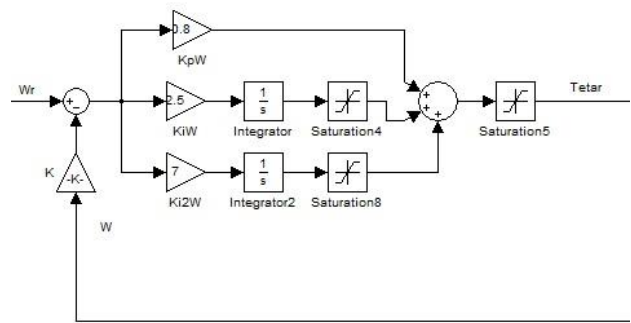 0.8
KpW
Wr
+
-
2.5
1
s
+
+
+
Tetar
KiW
Integrator
Saturation4
Saturation5
K
-K-
7
1
s
Ki2W
Integrator2
Saturation8
W